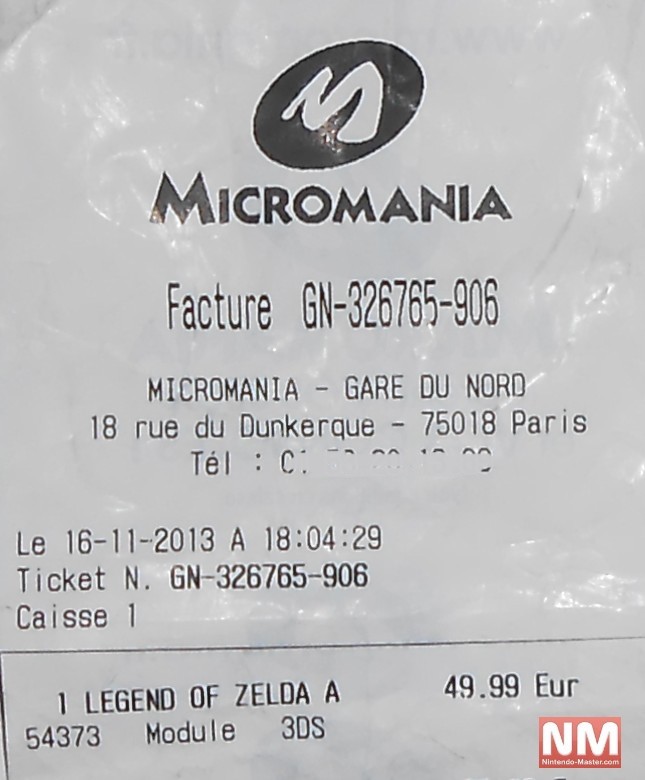 MICROMANIA
Facture GN-326765-906
MICROMANIA - GARE DU NORD
18 rue du Dunkerque - 75018 Paris
Tél :
Le 16-11-2013 A 18:04:29
Ticket N. GN-326765-906
Caisse 1
1 LEGEND OF ZELDA A 49.99 Eur
54373 Module 3DS
NM
Nintendo-Master.com